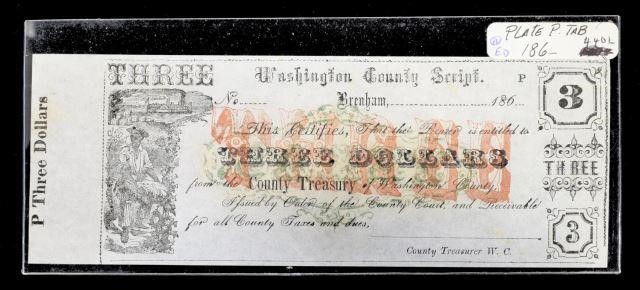 PLATE P. TAB
186-
P Three Dollars
THREE
Washington County Script.
P
No
Brenham, 186
3
This Certifies, That the Bearer is entitled to
THREE DOLLARS
THREE
from the County Treasury of Washington County.
Issued by Order of the County Court, and Receivable
for all County Taxes and dues,
3
County Treasurer W. C.